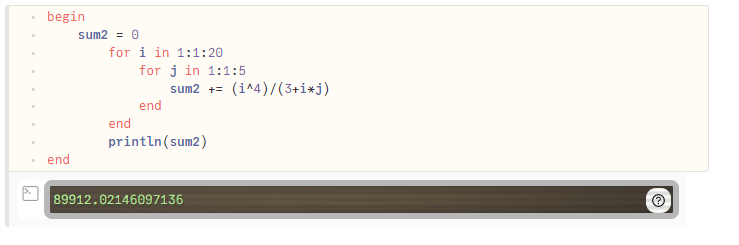 begin
    sum2 = 0
        for i in 1:1:20
            for j in 1:1:5
                sum2 += (i^4)/(3+i*j)
            end
        end
        println(sum2)
end
89912.02146097136